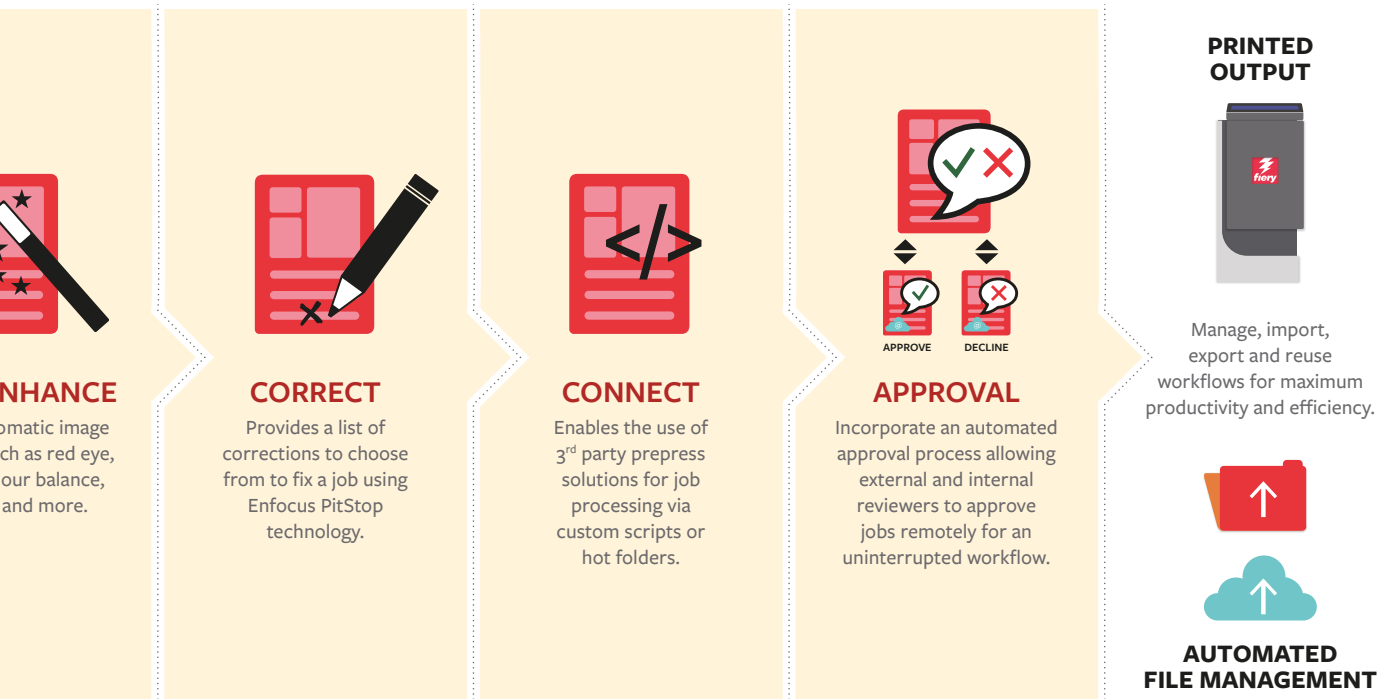 NHANCE
omatic image
ch as red eye,
our balance,
and more.
CORRECT
Provides a list of
corrections to choose
from to fix a job using
Enfocus PitStop
technology.
CONNECT
Enables the use of
3rd party prepress
solutions for job
processing via
custom scripts or
hot folders.
</>
APPROVE
DECLINE
APPROVAL
Incorporate an automated
approval process allowing
external and internal
reviewers to approve
jobs remotely for an
uninterrupted workflow.
PRINTED
OUTPUT
fiery
Manage, import,
export and reuse
workflows for maximum
productivity and efficiency.
AUTOMATED
FILE MANAGEMENT